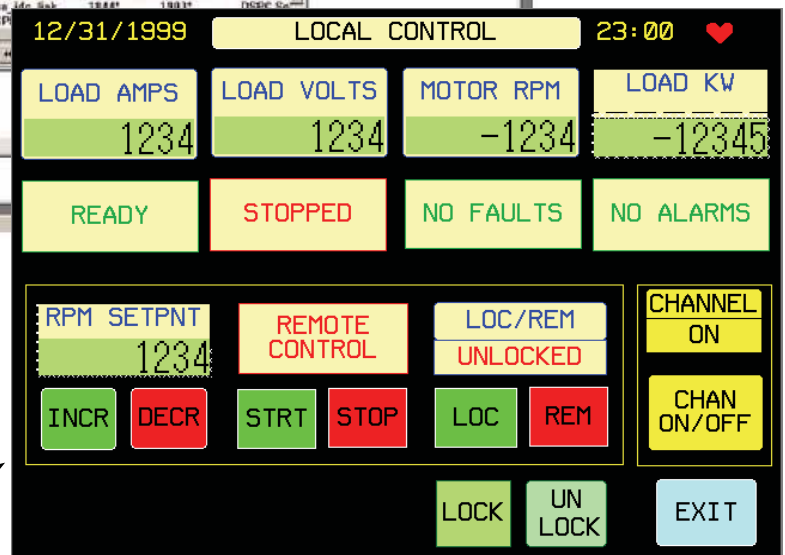 12/31/1999 LOCAL CONTROL 23:00
LOAD AMPS LOAD VOLTS MOTOR RPM LOAD KW
1234 1234 -1234 -12345
READY STOPPED NO FAULTS NO ALARMS
RPM SETPNT
1234
REMOTE
CONTROL
LOC/REM
UNLOCKED
CHANNEL
ON
INCR DECR STRT STOP LOC REM
CHAN
ON/OFF
LOCK
UN
LOCK
EXIT